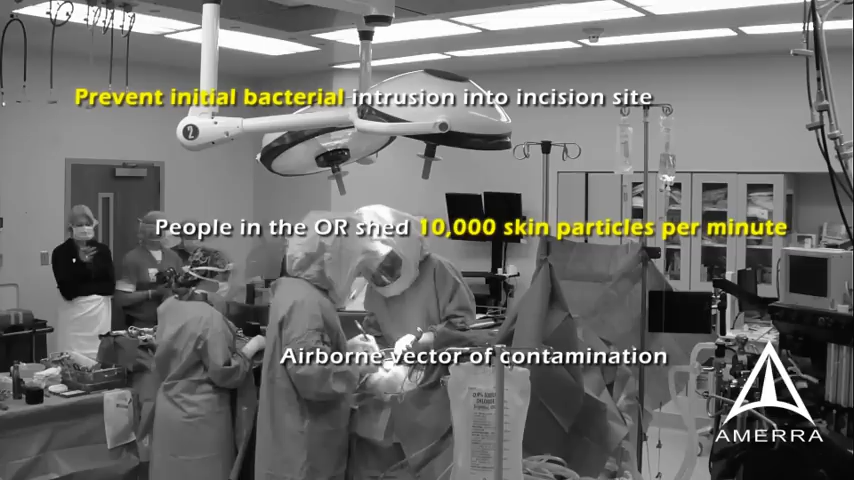 Prevent initial bacterial intrusion into incision site
2
People in the OR shed 10,000 skin particles per minute
Airborne vector of contamination
AMERRA